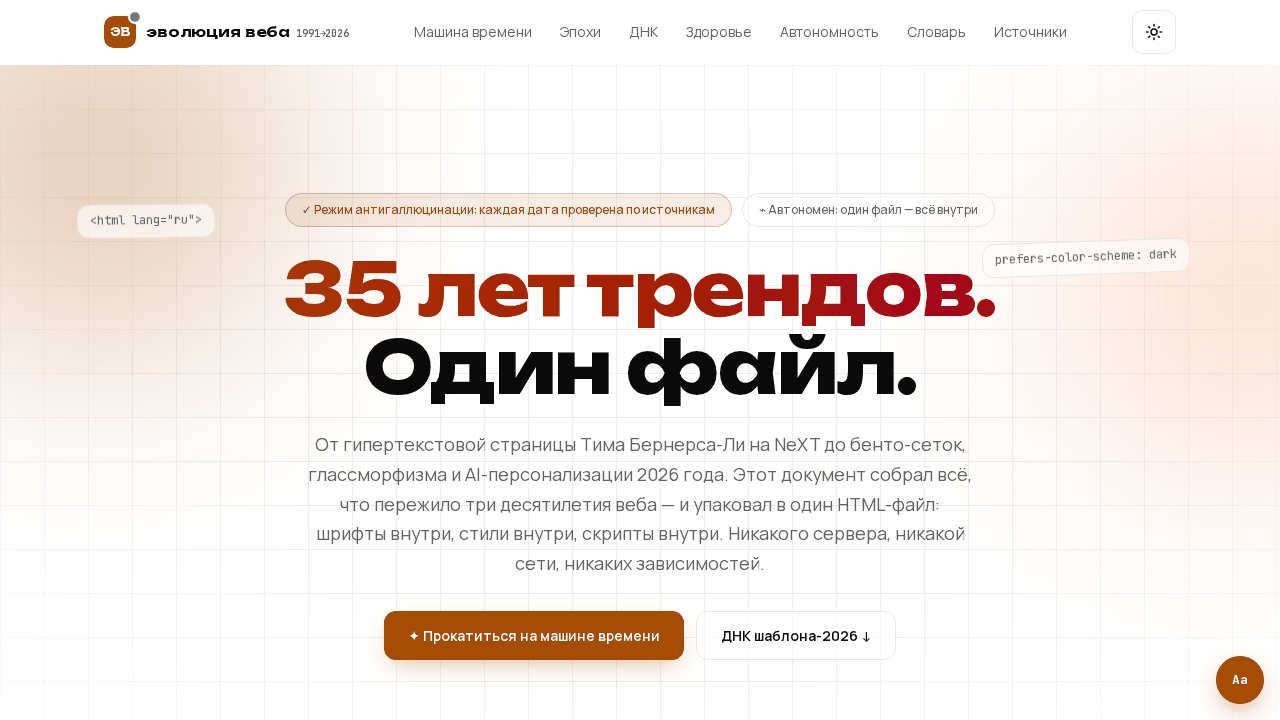 ЭВ эволюция веба 1991→2026 Машина времени Эпохи ДНК Здоровье Автономность Словарь Источники
✓ Режим антигаллюцинации: каждая дата проверена по источникам
⌁ Автономен: один файл — всё внутри
<html lang="ru">
prefers-color-scheme: dark
35 лет трендов.
Один файл.
От гипертекстовой страницы Тима Бернерса-Ли на NeXT до бенто-сеток,
глассморфизма и AI-персонализации 2026 года. Этот документ собрал всё,
что пережило три десятилетия веба — и упаковал в один HTML-файл:
шрифты внутри, стили внутри, скрипты внутри. Никакого сервера, никакой
сети, никаких зависимостей.
✦ Прокатиться на машине времени
ДНК шаблона-2026 ↓
Aa